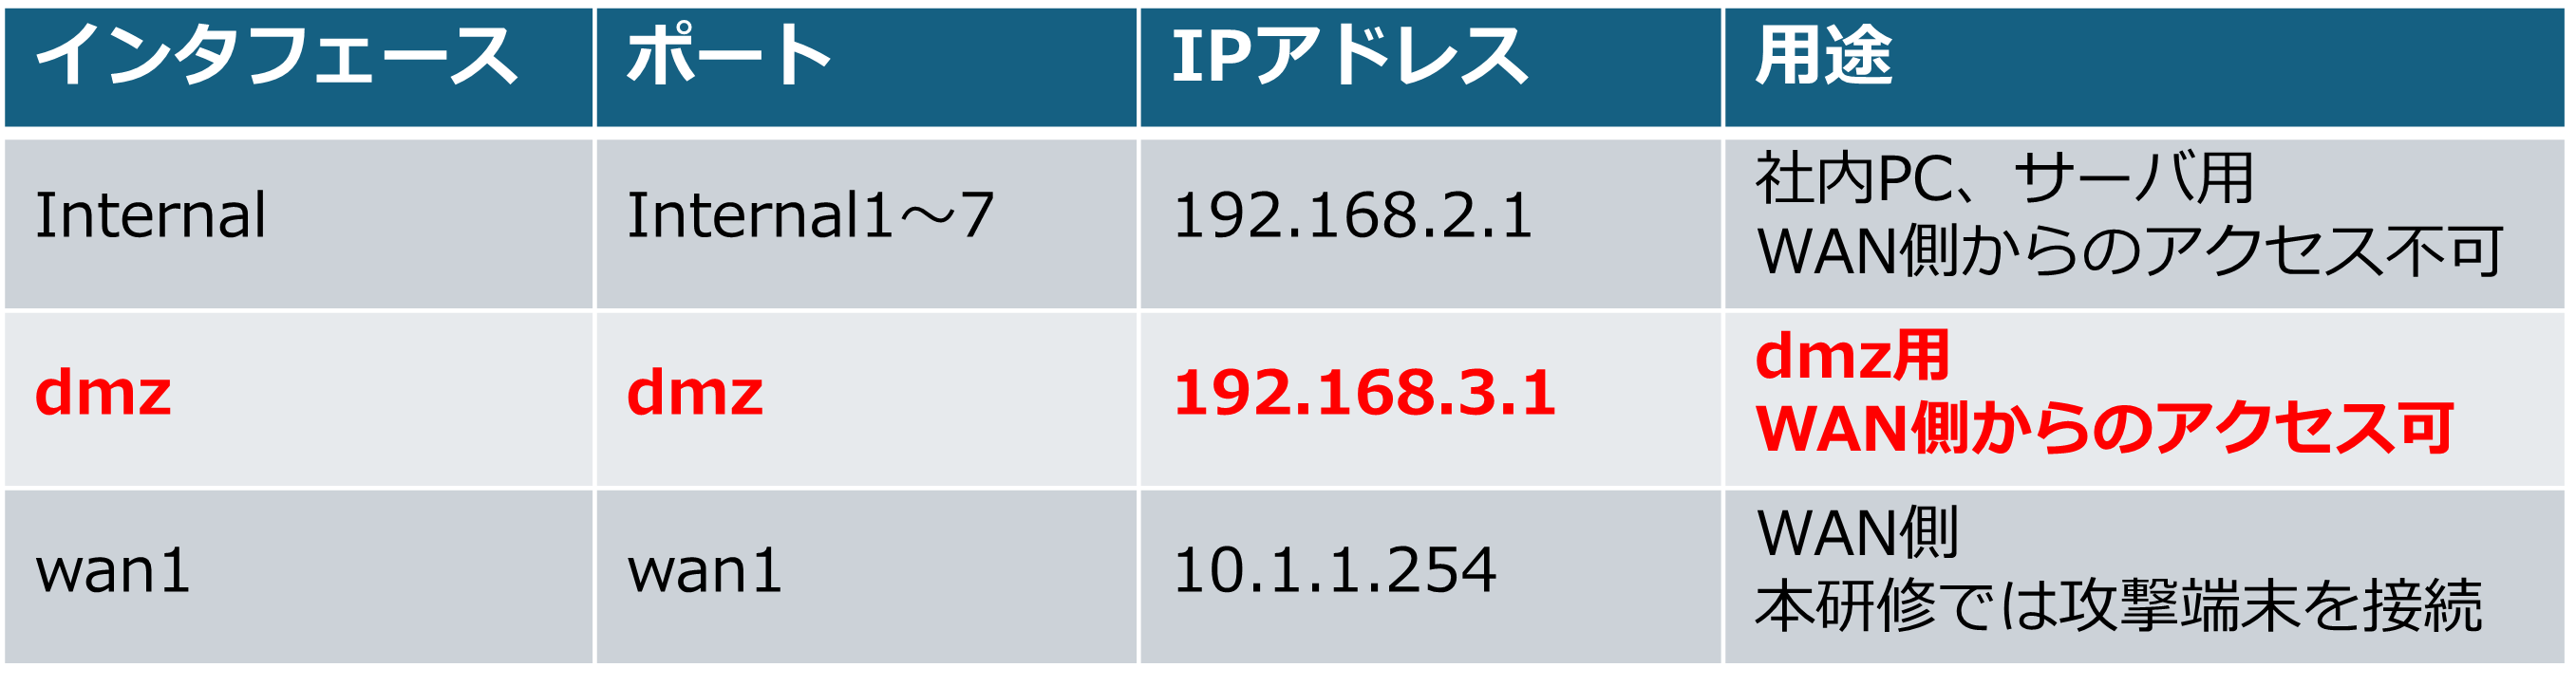 インタフェース ポート IPアドレス 用途
Internal Internal1～7 192.168.2.1 社内PC、サーバ用
WAN側からのアクセス不可
dmz dmz 192.168.3.1 dmz用
WAN側からのアクセス可
wan1 wan1 10.1.1.254 WAN側
本研修では攻撃端末を接続